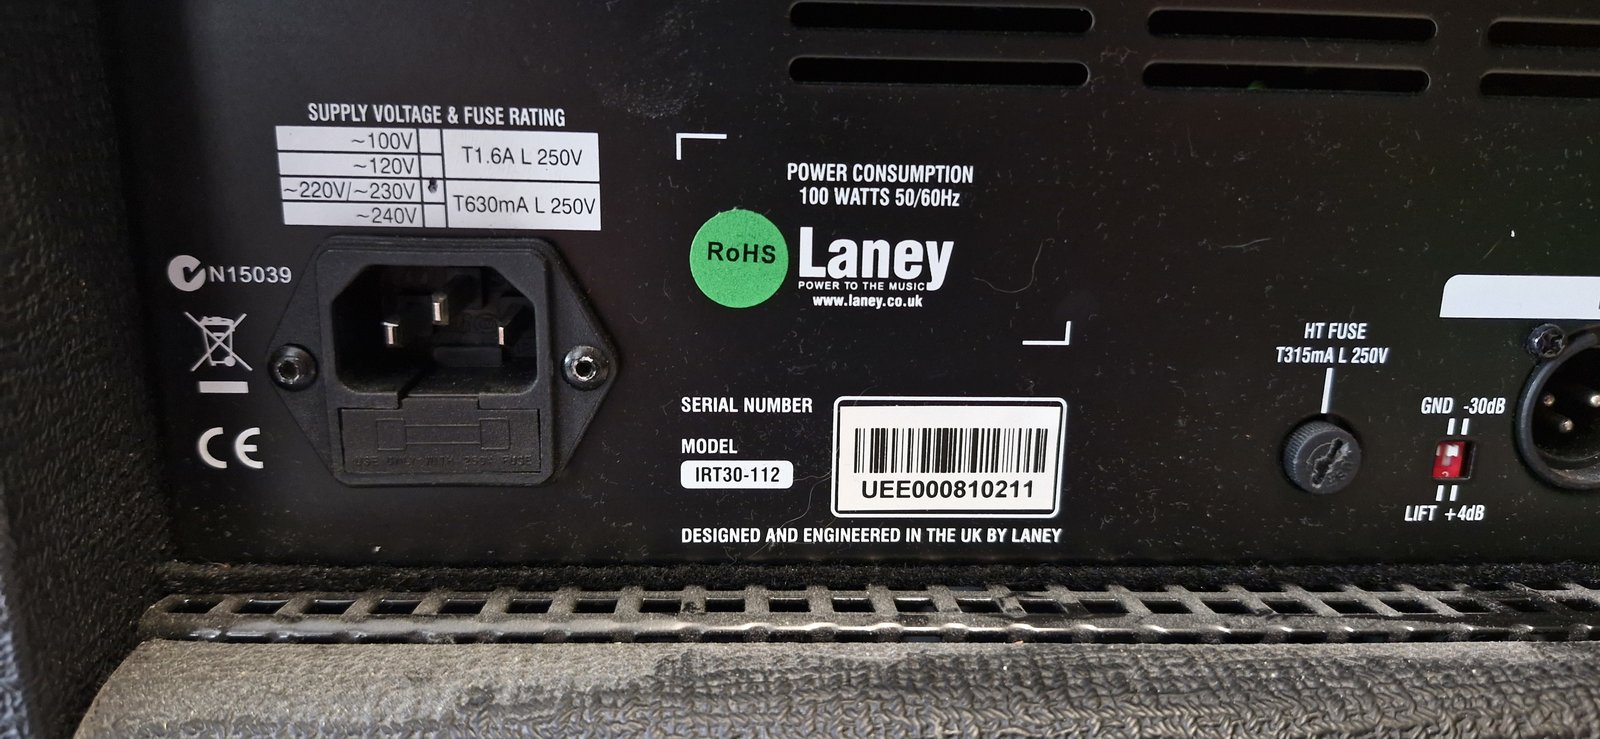 SUPPLY VOLTAGE & FUSE RATING
~100V
~120V
T1.6A L 250V
~220V/~230V
~240V
T630mA L 250V
N15039
CE
POWER CONSUMPTION
100 WATTS 50/60Hz
RoHS
Laney
POWER TO THE MUSIC
www.laney.co.uk
SERIAL NUMBER
MODEL
IRT30-112
UEE000810211
DESIGNED AND ENGINEERED IN THE UK BY LANEY
HT FUSE
T315mA L 250V
GND -30dB
LIFT +4dB